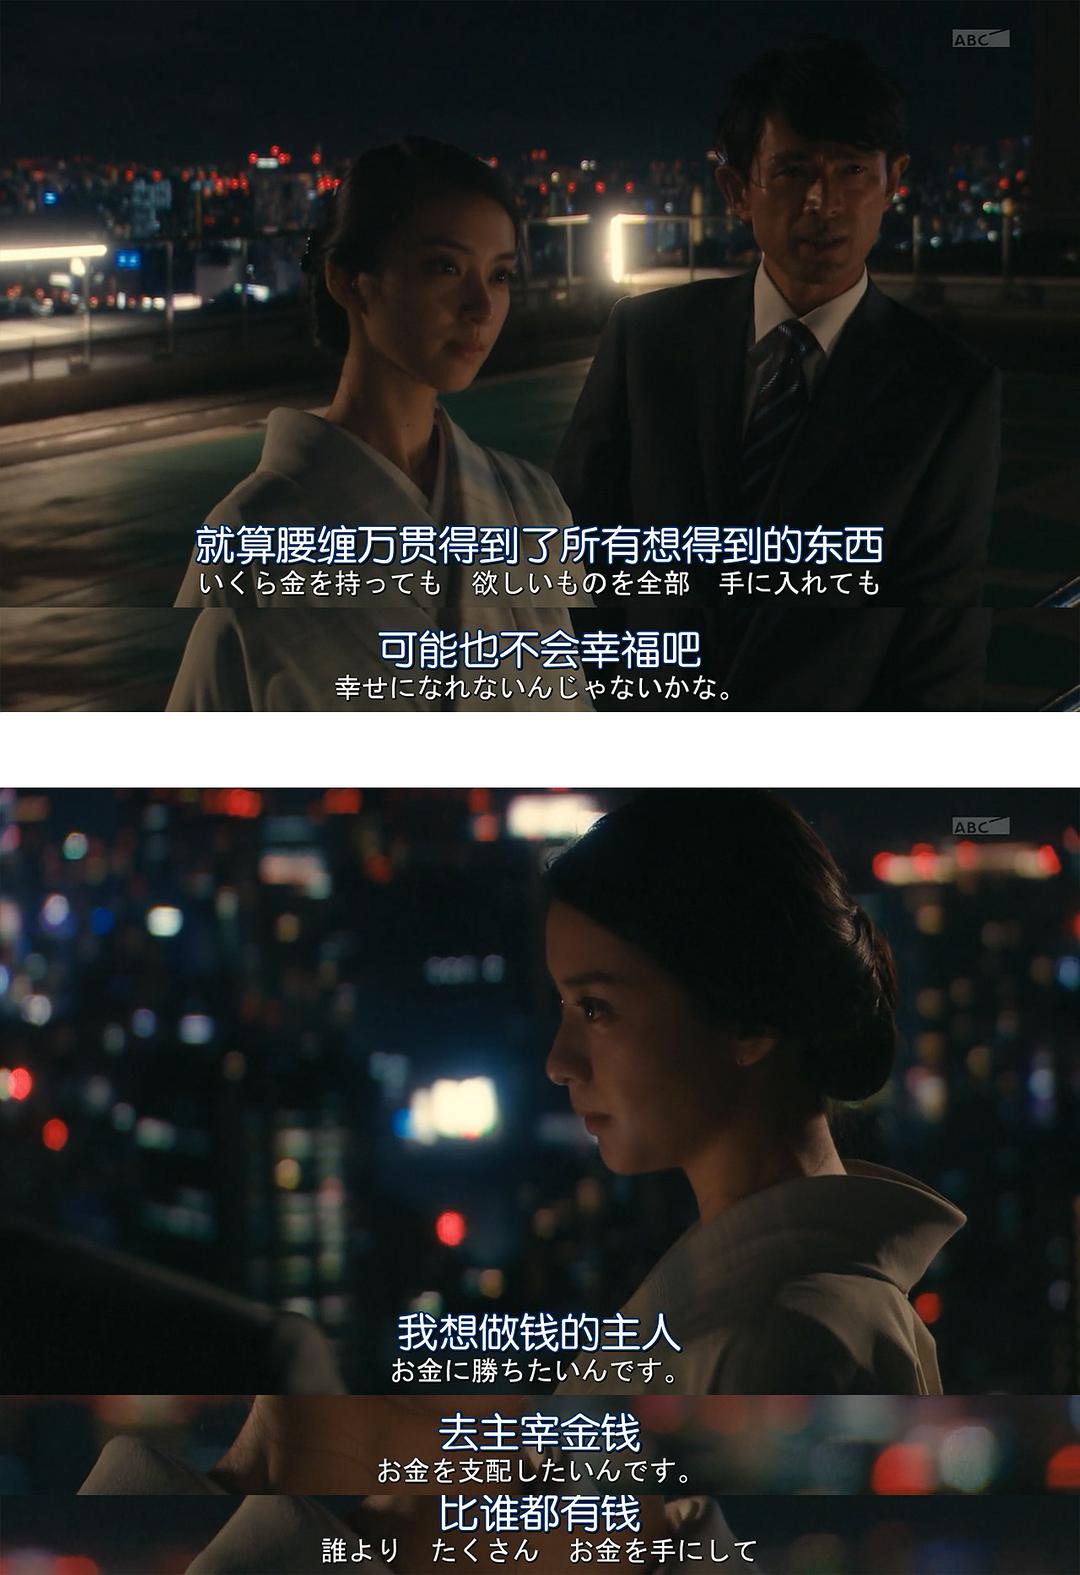 ABC
就算腰缠万贯得到了所有想得到的东西
いくら金を持っても　欲しいものを全部　手に入れても
可能也不会幸福吧
幸せになれないんじゃないかな。
ABC
我想做钱的主人
お金に勝ちたいんです。
去主宰金钱
お金を支配したいんです。
比谁都有钱
誰より　たくさん　お金を手にして